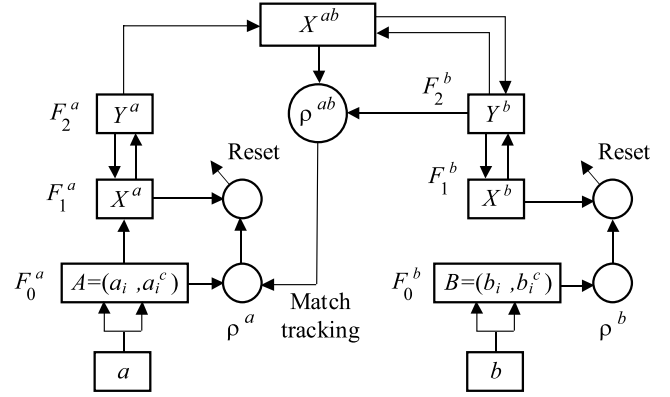 X^ab
F_2^a
Y^a
ρ^ab
F_2^b
Y^b
Reset
Reset
F_1^a
X^a
F_1^b
X^b
F_0^a
A=(a_i ,a_i^c)
F_0^b
B=(b_i ,b_i^c)
ρ^a
Match
tracking
ρ^b
a
b